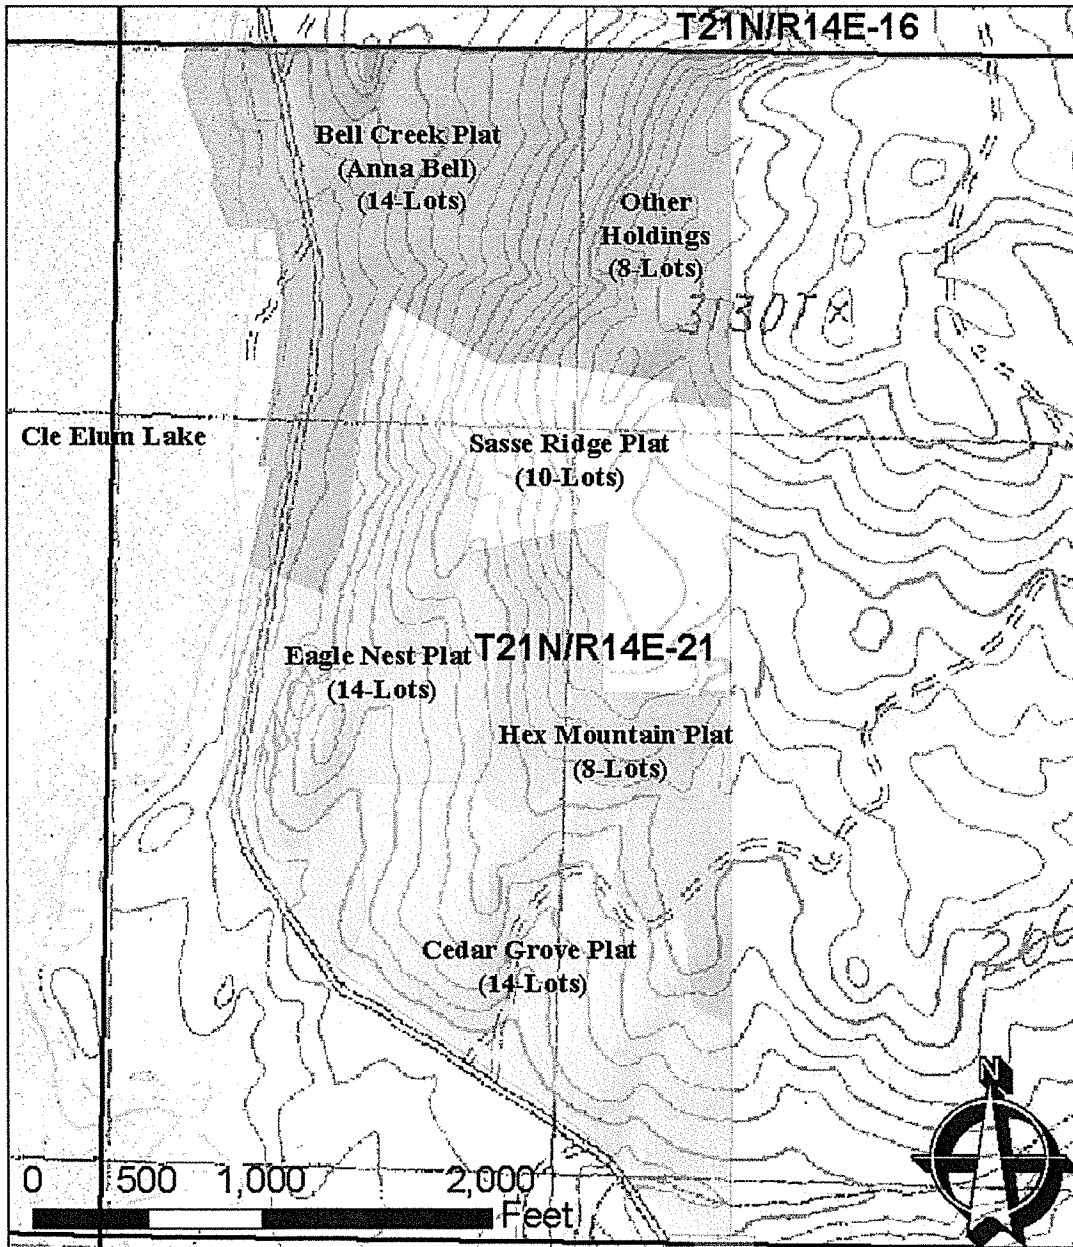 T21N/R14E-16
Bell Creek Plat
(Anna Bell)
(14-Lots)
Other
Holdings
(8-Lots)
3130T
Cle Elum Lake
Sasse Ridge Plat
(10-Lots)
Eagle Nest Plat
(14-Lots)
T21N/R14E-21
Hex Mountain Plat
(8-Lots)
Cedar Grove Plat
(14-Lots)
N
0 500 1,000 2,000
Feet